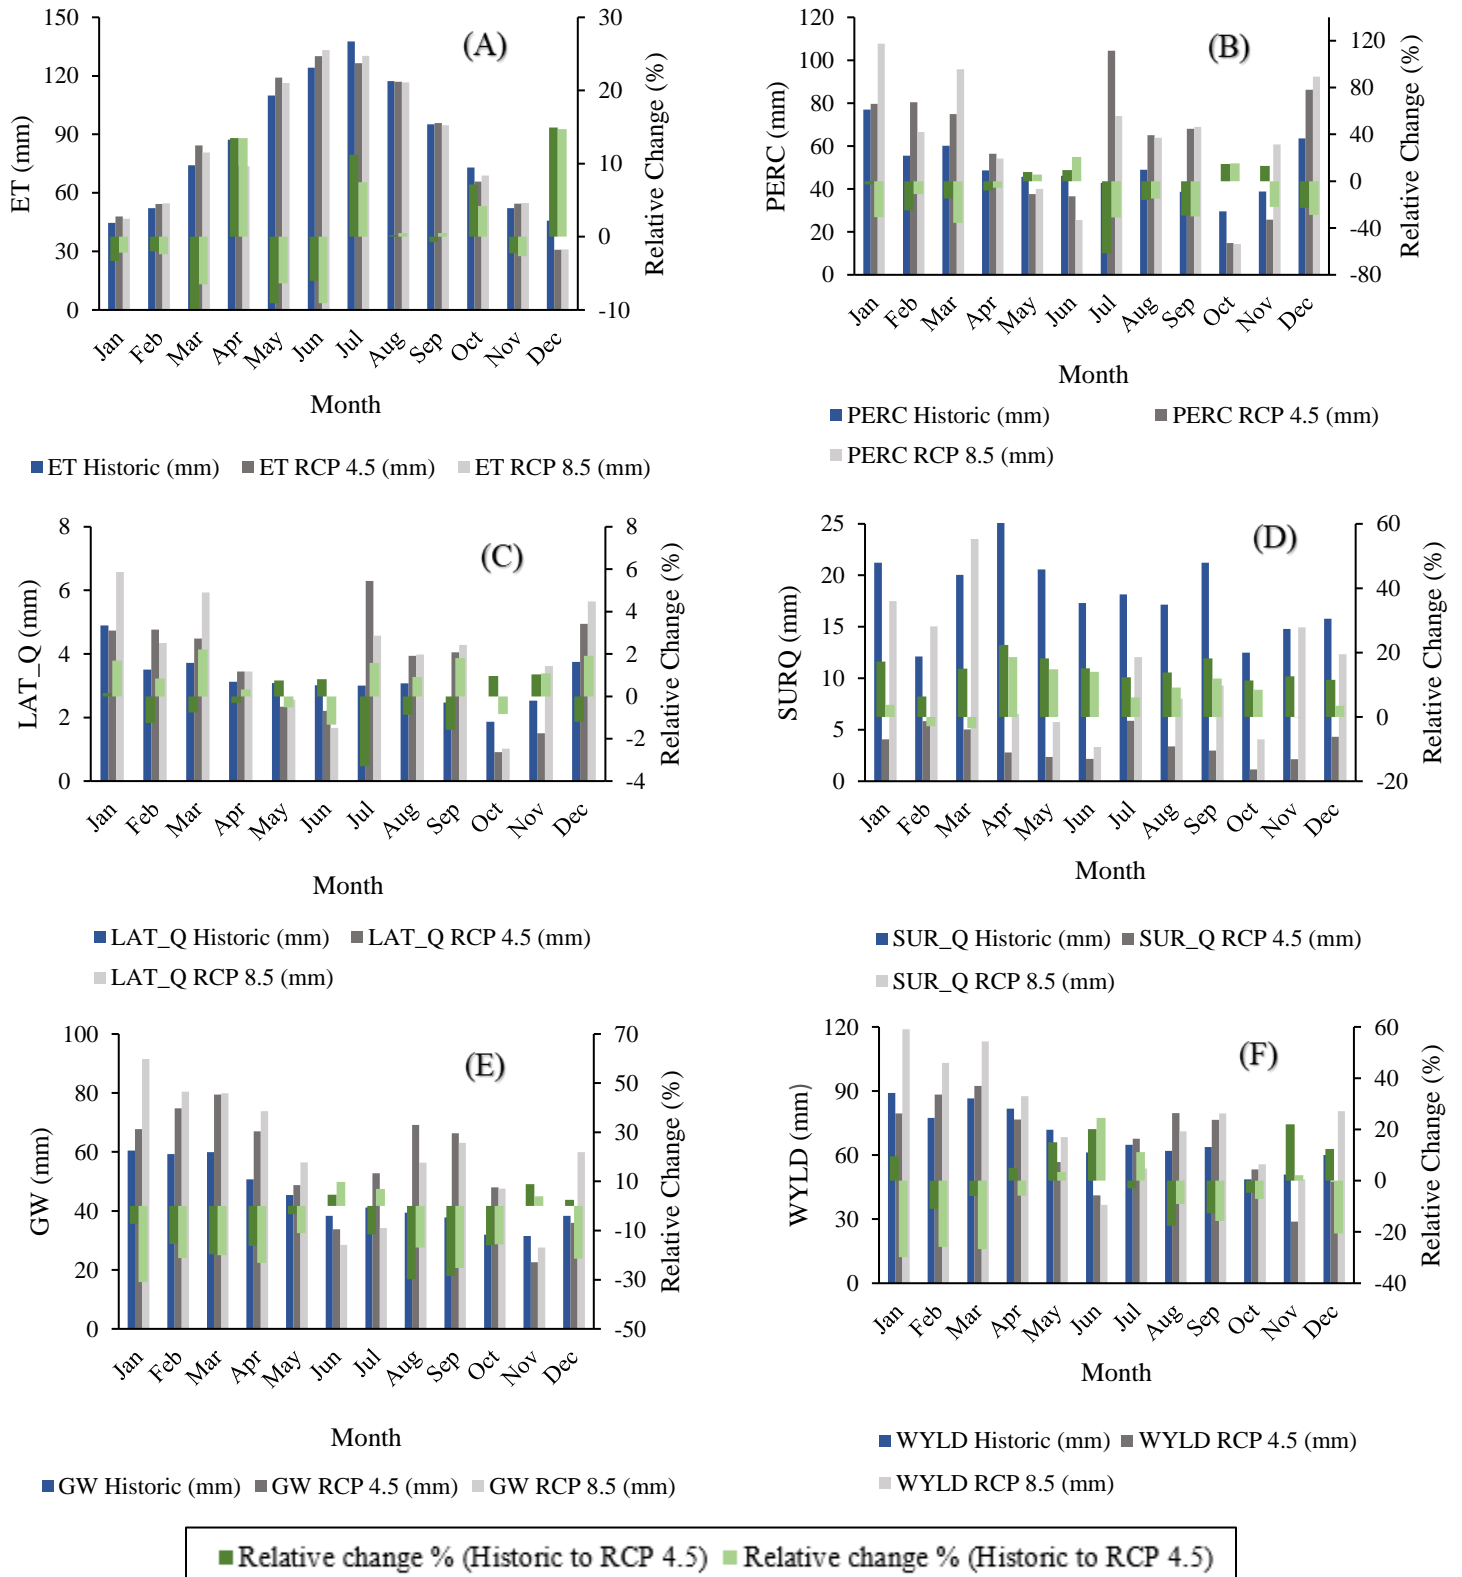 (A)
ET (mm)
150
120
90
60
30
0
30
20
10
0
-10
Relative Change (%)
Jan Feb Mar Apr May Jun Jul Aug Sep Oct Nov Dec
Month
ET Historic (mm) ET RCP 4.5 (mm) ET RCP 8.5 (mm)
(B)
PERC (mm)
120
100
80
60
40
20
0
120
80
40
0
-40
-80
Relative Change (%)
Jan Feb Mar Apr May Jun Jul Aug Sep Oct Nov Dec
Month
PERC Historic (mm) PERC RCP 4.5 (mm)
PERC RCP 8.5 (mm)
(C)
LAT_Q (mm)
8
6
4
2
0
8
6
4
2
0
-2
-4
Relative Change (%)
Jan Feb Mar Apr May Jun Jul Aug Sep Oct Nov Dec
Month
LAT_Q Historic (mm) LAT_Q RCP 4.5 (mm)
LAT_Q RCP 8.5 (mm)
(D)
SURQ (mm)
25
20
15
10
5
0
60
40
20
0
-20
Relative Change (%)
Jan Feb Mar Apr May Jun Jul Aug Sep Oct Nov Dec
Month
SUR_Q Historic (mm) SUR_Q RCP 4.5 (mm)
SUR_Q RCP 8.5 (mm)
(E)
GW (mm)
100
80
60
40
20
0
70
50
30
10
-10
-30
-50
Relative Change (%)
Jan Feb Mar Apr May Jun Jul Aug Sep Oct Nov Dec
Month
GW Historic (mm) GW RCP 4.5 (mm) GW RCP 8.5 (mm)
(F)
WYLD (mm)
120
90
60
30
0
60
40
20
0
-20
-40
Relative Change (%)
Jan Feb Mar Apr May Jun Jul Aug Sep Oct Nov Dec
Month
WYLD Historic (mm) WYLD RCP 4.5 (mm)
WYLD RCP 8.5 (mm)
Relative change % (Historic to RCP 4.5) Relative change % (Historic to RCP 4.5)